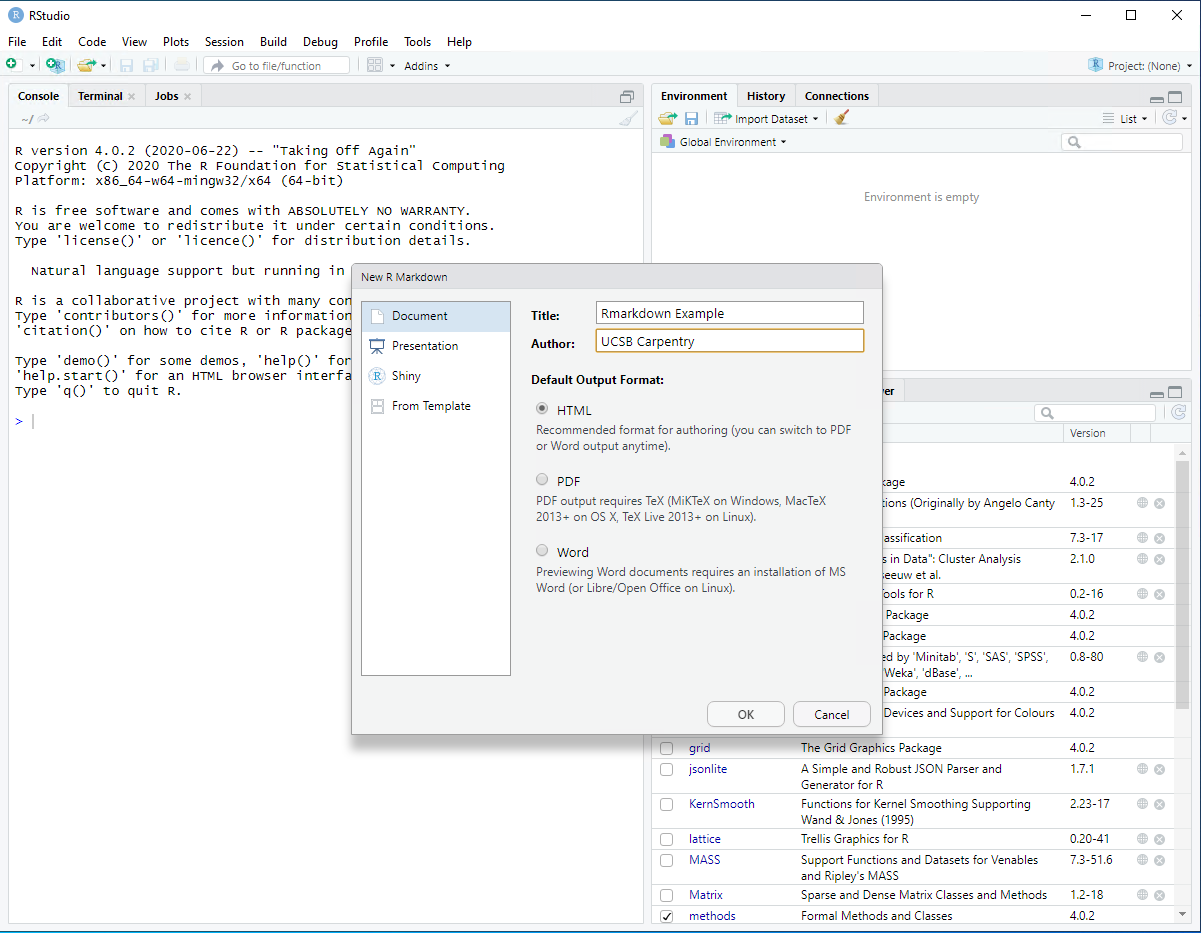 RStudio
File Edit Code View Plots Session Build Debug Profile Tools Help
Go to file/function
Addins
Project: (None)
Console Terminal Jobs
~/
R version 4.0.2 (2020-06-22) -- "Taking Off Again"
Copyright (C) 2020 The R Foundation for Statistical Computing
Platform: x86_64-w64-mingw32/x64 (64-bit)
R is free software and comes with ABSOLUTELY NO WARRANTY.
You are welcome to redistribute it under certain conditions.
Type 'license()' or 'licence()' for distribution details.
Natural language support but running in
R is a collaborative project with many con
Type 'contributors()' for more information
'citation()' on how to cite R or R package
Type 'demo()' for some demos, 'help()' for
'help.start()' for an HTML browser interfa
Type 'q()' to quit R.
>
Environment History Connections
Import Dataset
List
Global Environment
Environment is empty
New R Markdown
Document
Presentation
Shiny
From Template
Title: Rmarkdown Example
Author: UCSB Carpentry
Default Output Format:
HTML
Recommended format for authoring (you can switch to PDF
or Word output anytime).
PDF
PDF output requires TeX (MiKTeX on Windows, MacTeX
2013+ on OS X, TeX Live 2013+ on Linux).
Word
Previewing Word documents requires an installation of MS
Word (or Libre/Open Office on Linux).
OK Cancel
er
Version
kage 4.0.2
tions (Originally by Angelo Canty 1.3-25
assification 7.3-17
s in Data": Cluster Analysis 2.1.0
seeuw et al.
ools for R 0.2-16
Package 4.0.2
Package 4.0.2
ed by 'Minitab', 'S', 'SAS', 'SPSS', 0.8-80
'Weka', 'dBase', ...
Package 4.0.2
Devices and Support for Colours 4.0.2
grid The Grid Graphics Package 4.0.2
jsonlite A Simple and Robust JSON Parser and 1.7.1
Generator for R
KernSmooth Functions for Kernel Smoothing Supporting 2.23-17
Wand & Jones (1995)
lattice Trellis Graphics for R 0.20-41
MASS Support Functions and Datasets for Venables 7.3-51.6
and Ripley's MASS
Matrix Sparse and Dense Matrix Classes and Methods 1.2-18
methods Formal Methods and Classes 4.0.2